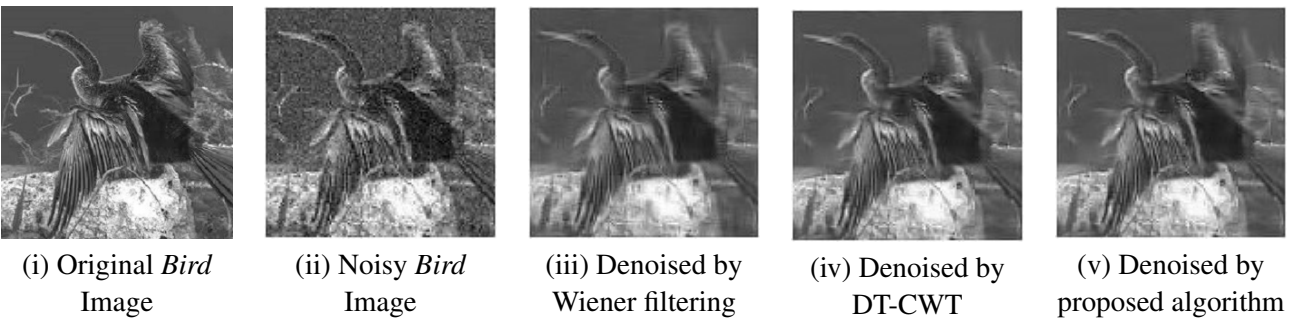 (i) Original Bird
Image
(ii) Noisy Bird
Image
(iii) Denoised by
Wiener filtering
(iv) Denoised by
DT-CWT
(v) Denoised by
proposed algorithm